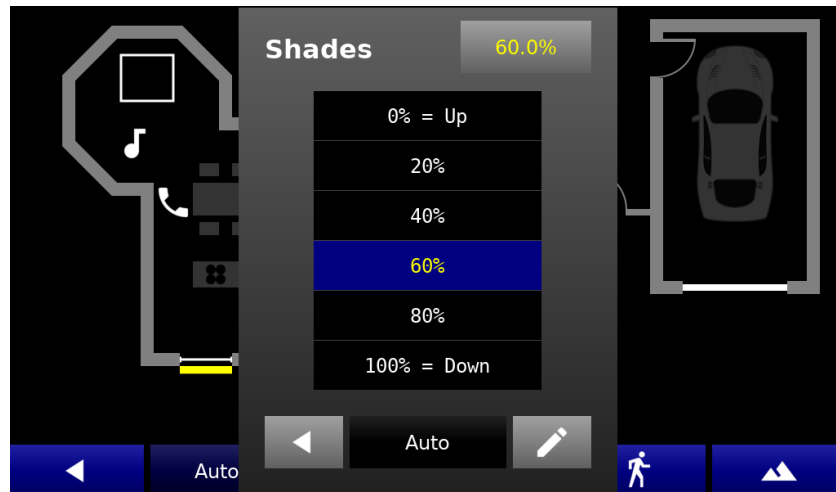 Shades
60.0%
0% = Up
20%
40%
60%
80%
100% = Down
Auto
Auto